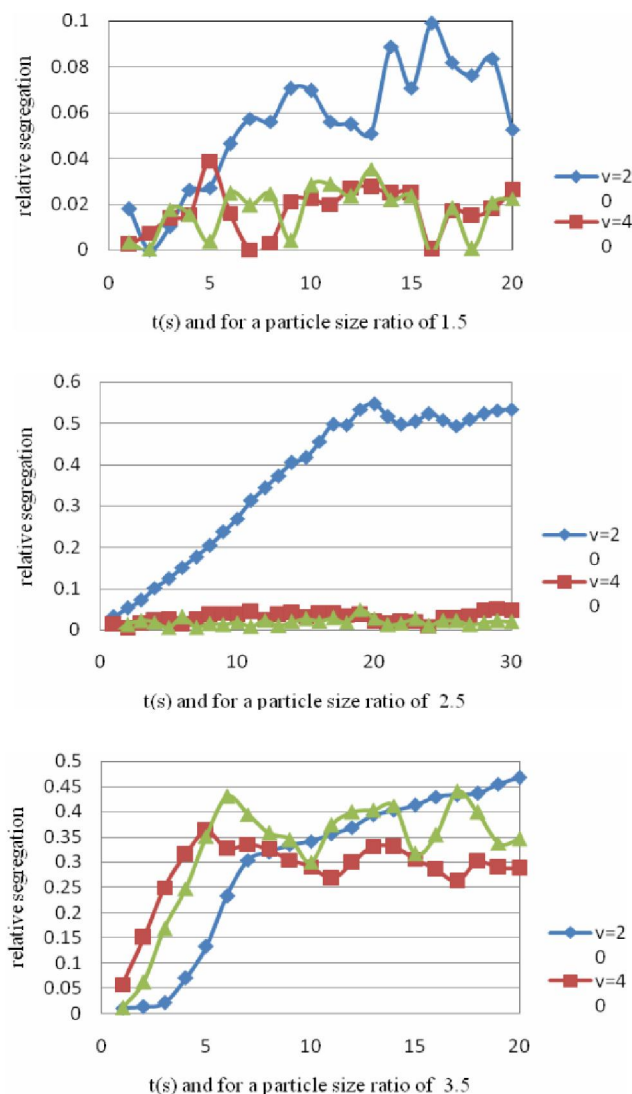 0.1
0.08
0.06
0.04
0.02
0
relative segregation
0 5 10 15 20
t(s) and for a particle size ratio of 1.5
v=2
0
v=4
0
0.6
0.5
0.4
0.3
0.2
0.1
0
relative segregation
0 10 20 30
t(s) and for a particle size ratio of 2.5
v=2
0
v=4
0
0.5
0.45
0.4
0.35
0.3
0.25
0.2
0.15
0.1
0.05
0
relative segregation
0 5 10 15 20
t(s) and for a particle size ratio of 3.5
v=2
0
v=4
0